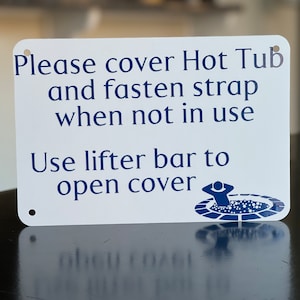 Please cover Hot Tub
and fasten strap
when not in use
Use lifter bar to
open cover